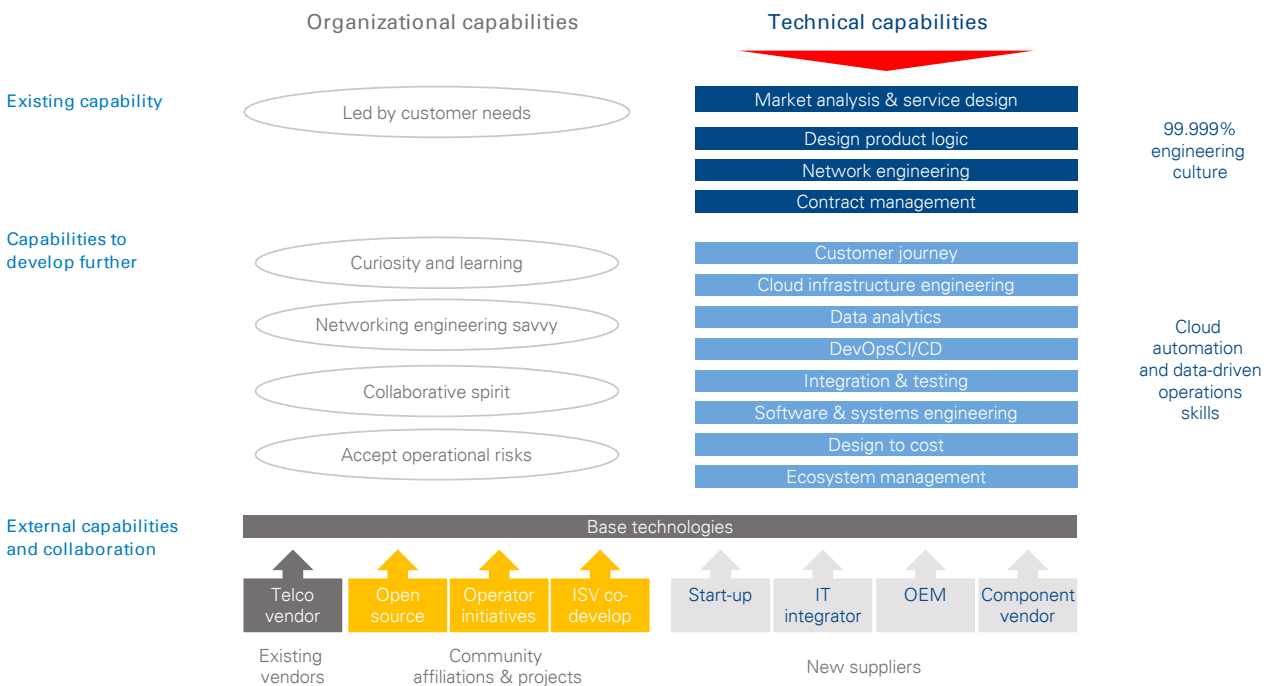 Organizational capabilities
Technical capabilities
Existing capability
Led by customer needs
Market analysis & service design
Design product logic
Network engineering
Contract management
99.999%
engineering
culture
Capabilities to
develop further
Curiosity and learning
Networking engineering savvy
Collaborative spirit
Accept operational risks
Customer journey
Cloud infrastructure engineering
Data analytics
DevOpsCI/CD
Integration & testing
Software & systems engineering
Design to cost
Ecosystem management
Cloud
automation
and data-driven
operations
skills
External capabilities
and collaboration
Base technologies
Telco
vendor
Open
source
Operator
initiatives
ISV co-
develop
Start-up
IT
integrator
OEM
Component
vendor
Existing
vendors
Community
affiliations & projects
New suppliers